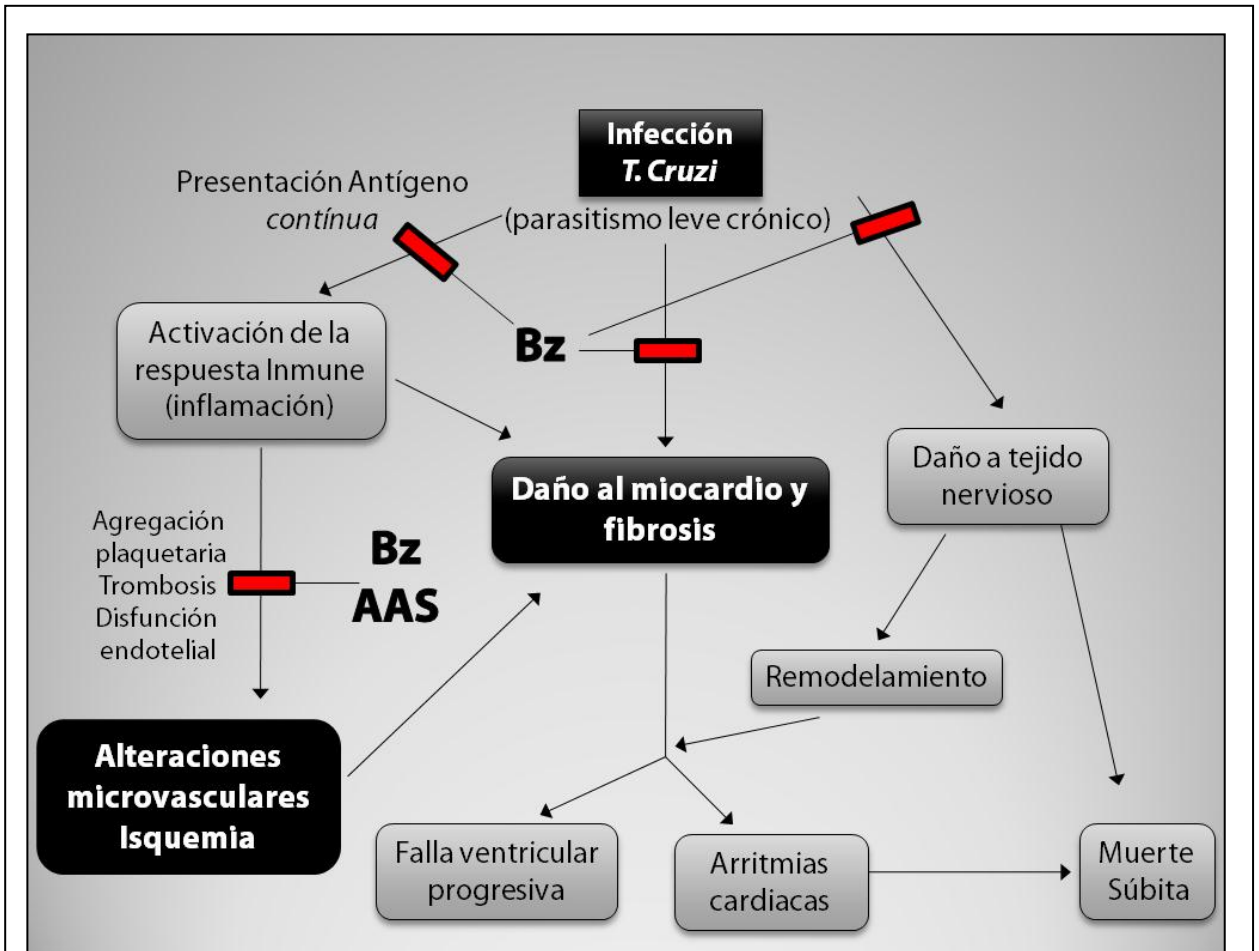 Infección
T. Cruzi
Presentación Antígeno
contínua
(parasitismo leve crónico)
Activación de la
respuesta Inmune
(inflamación)
Bz
Daño al miocardio y
fibrosis
Daño a tejido
nervioso
Agregación
plaquetaria
Trombosis
Disfunción
endotelial
Bz
AAS
Remodelamiento
Alteraciones
microvasculares
Isquemia
Falla ventricular
progresiva
Arritmias
cardiacas
Muerte
Súbita